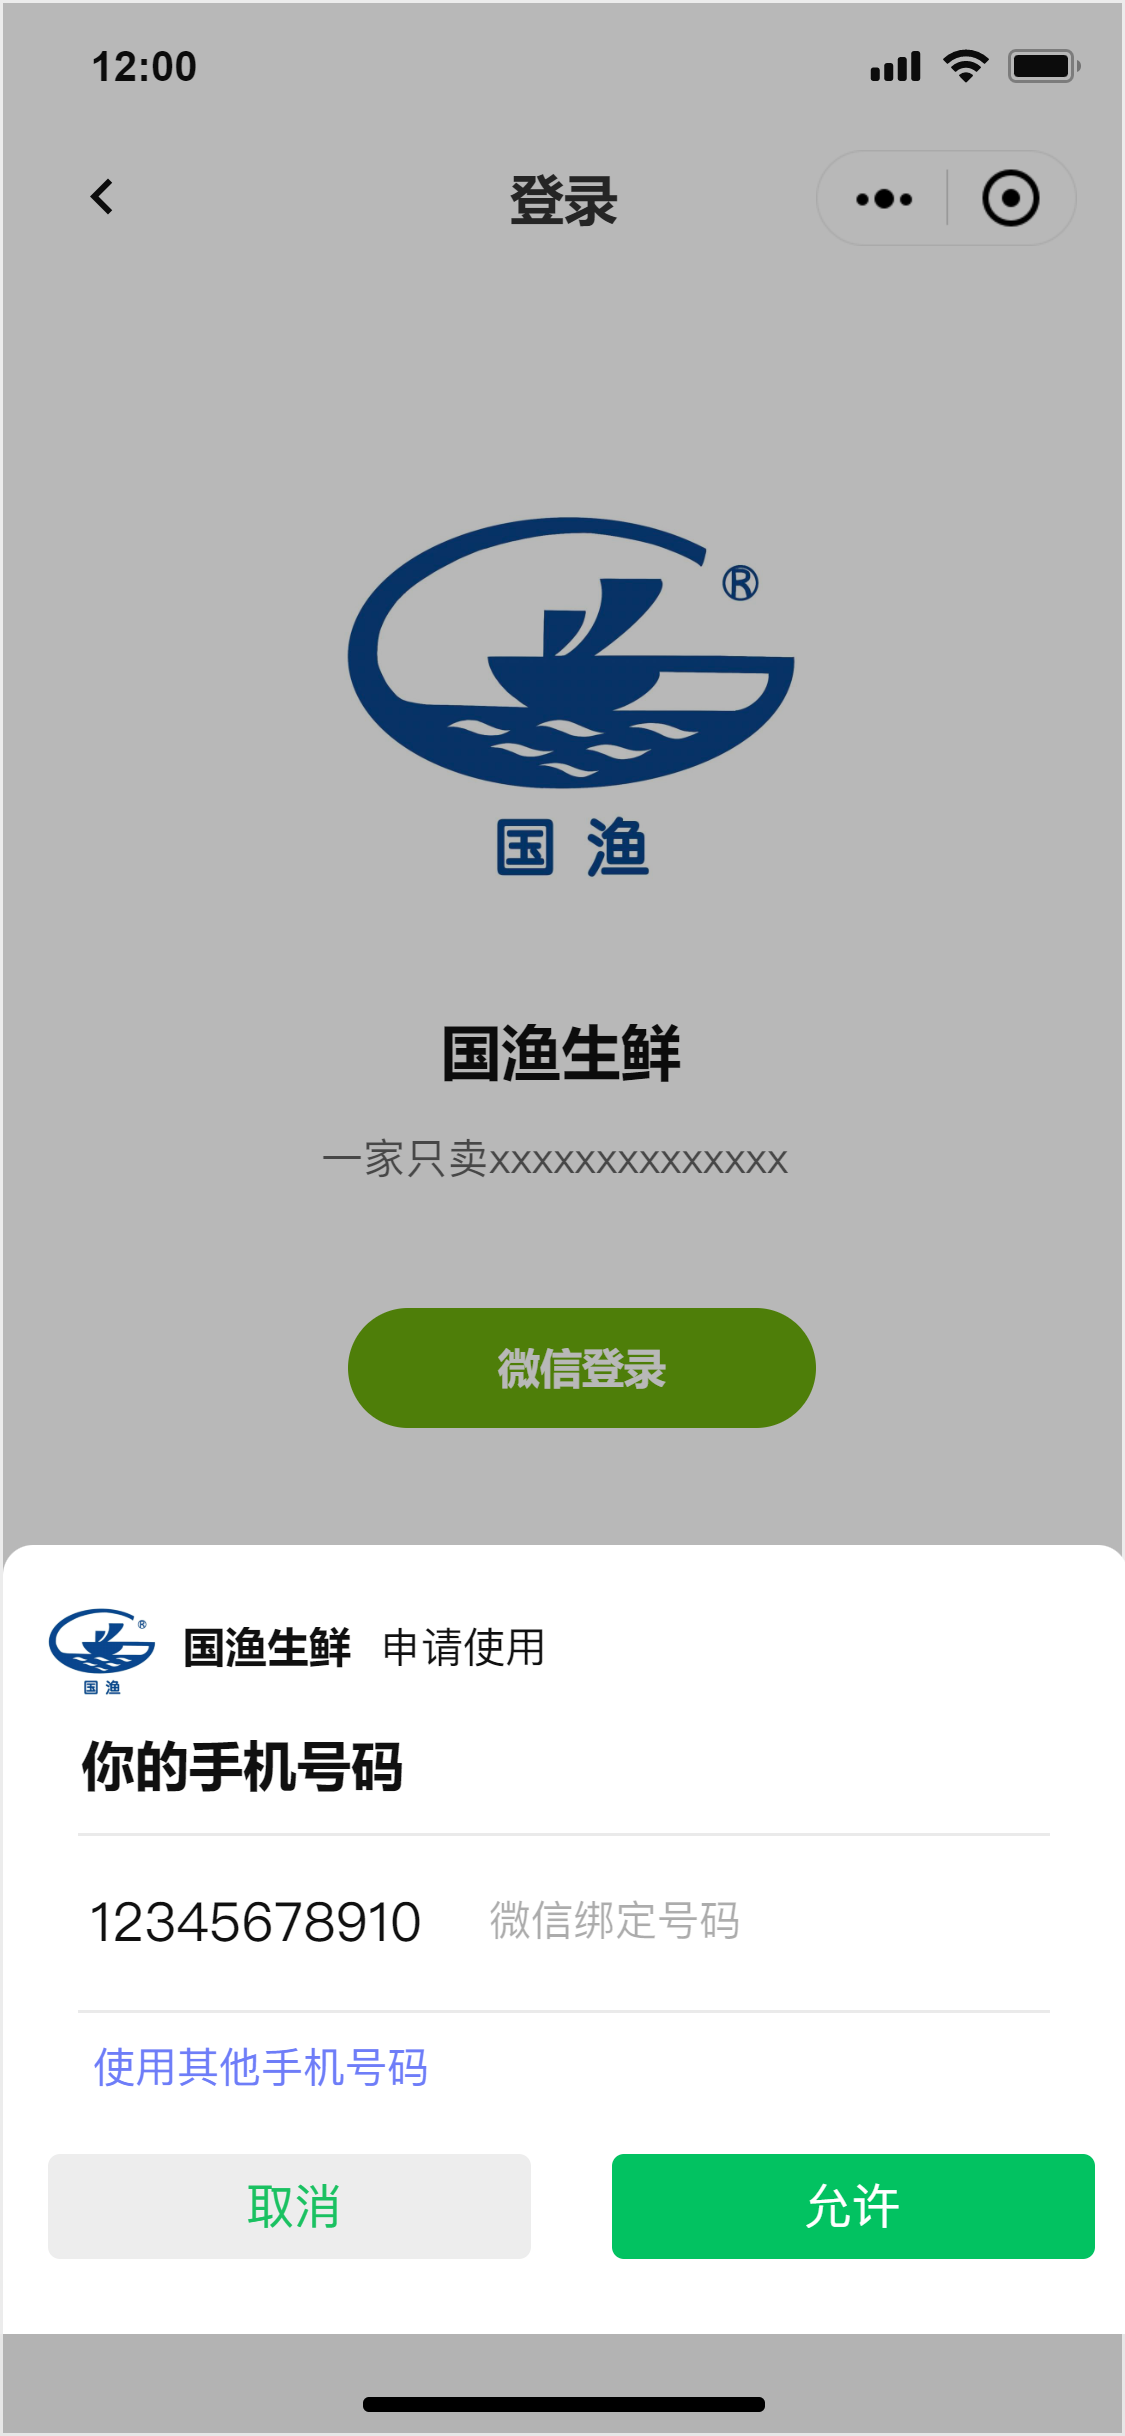 12:00
登录
®
国 渔
国渔生鲜
一家只卖xxxxxxxxxxxxxx
微信登录
®
国 渔
国渔生鲜 申请使用
你的手机号码
12345678910 微信绑定号码
使用其他手机号码
取消 允许